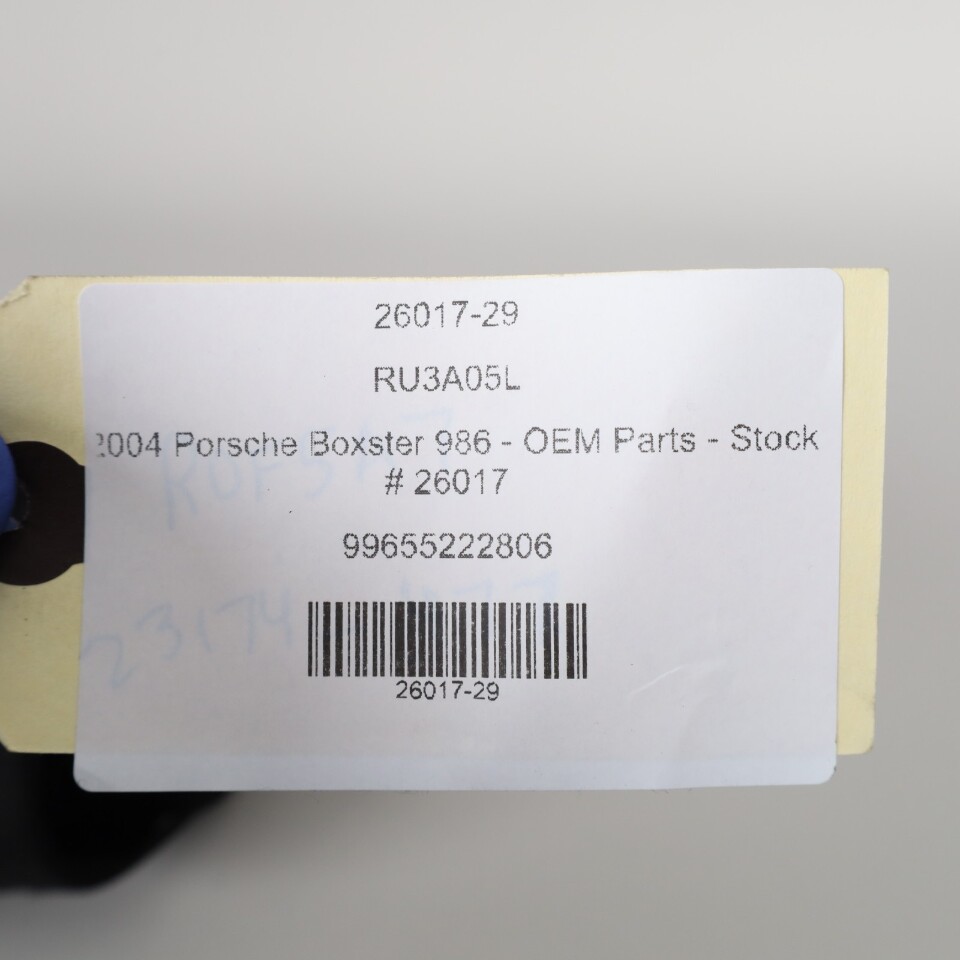 26017-29
RU3A05L
2004 Porsche Boxster 986 - OEM Parts - Stock
# 26017
99655222806
26017-29